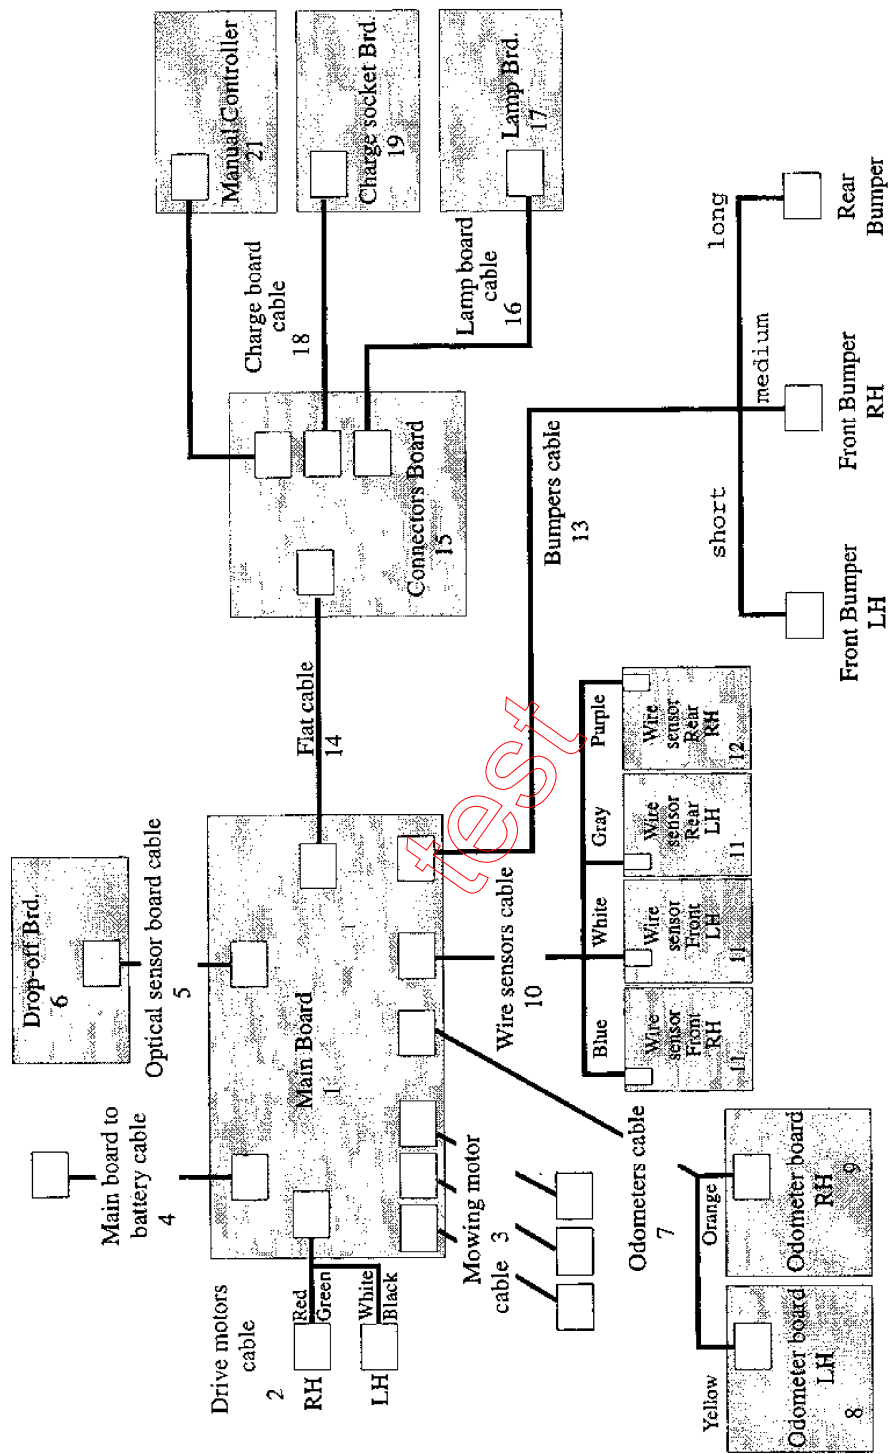 Drop-off Brd.
6
Optical sensor board cable
5
Main board to
battery cable
4
Main Board
1
Drive motors
cable
2
RH
LH
Red
Green
White
Black
Mowing motor
cable
3
Odometers cable
7
Yellow
Orange
Odometer board
LH
8
Odometer board
RH
9
Wire sensors cable
10
Blue
White
Gray
Purple
Wire
sensor
Front
RH
11
Wire
sensor
Front
LH
11
Wire
sensor
Rear
LH
11
Wire
sensor
Rear
RH
12
Flat cable
14
Connectors Board
15
Bumpers cable
13
short
medium
long
Front Bumper
LH
Front Bumper
RH
Rear
Bumper
Charge board
cable
18
Lamp board
cable
16
Manual Controller
21
Charge socket Brd.
19
Lamp Brd.
17
test